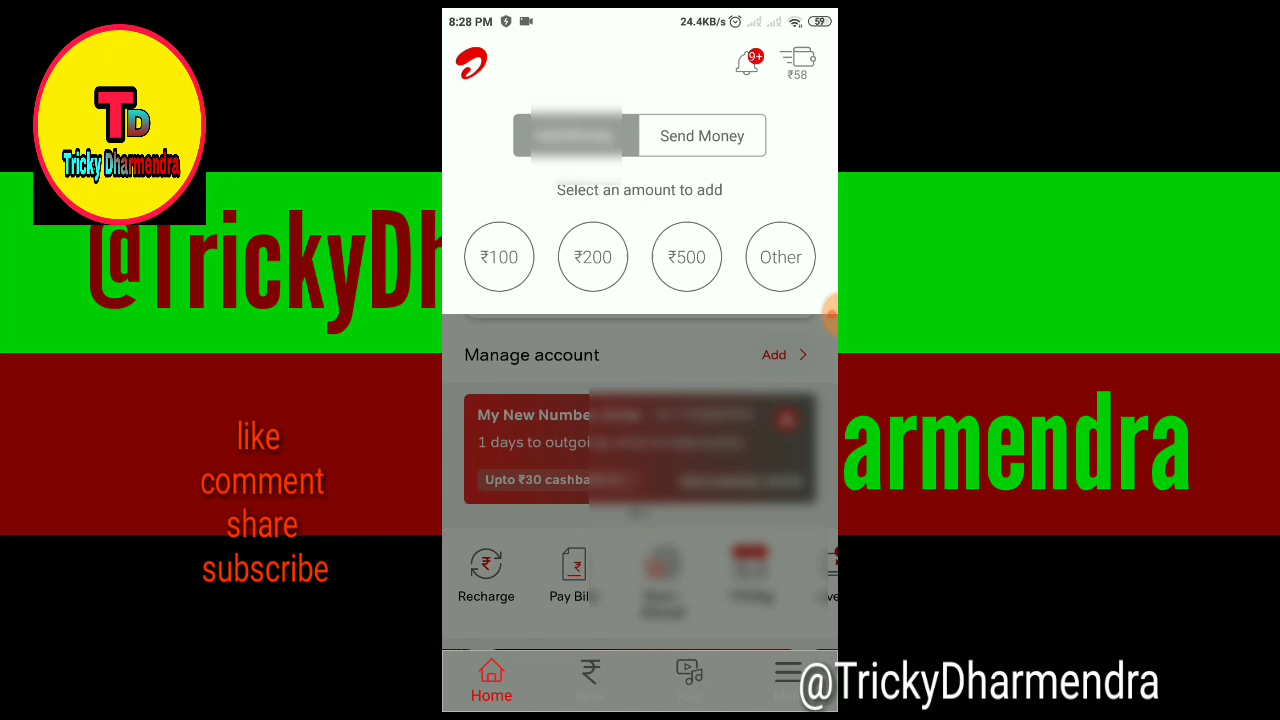 8:28 PM
24.4KB/s
59
9+
₹58
TD
Tricky Dharmendra
Send Money
Select an amount to add
₹100
₹200
₹500
Other
@TrickyDh
Manage account
Add
My New Numbe
1 days to outgoi
Upto ₹30 cashba
armendra
like
comment
share
subscribe
Recharge
Pay Bil
Home
Bank
Play
@TrickyDharmendra